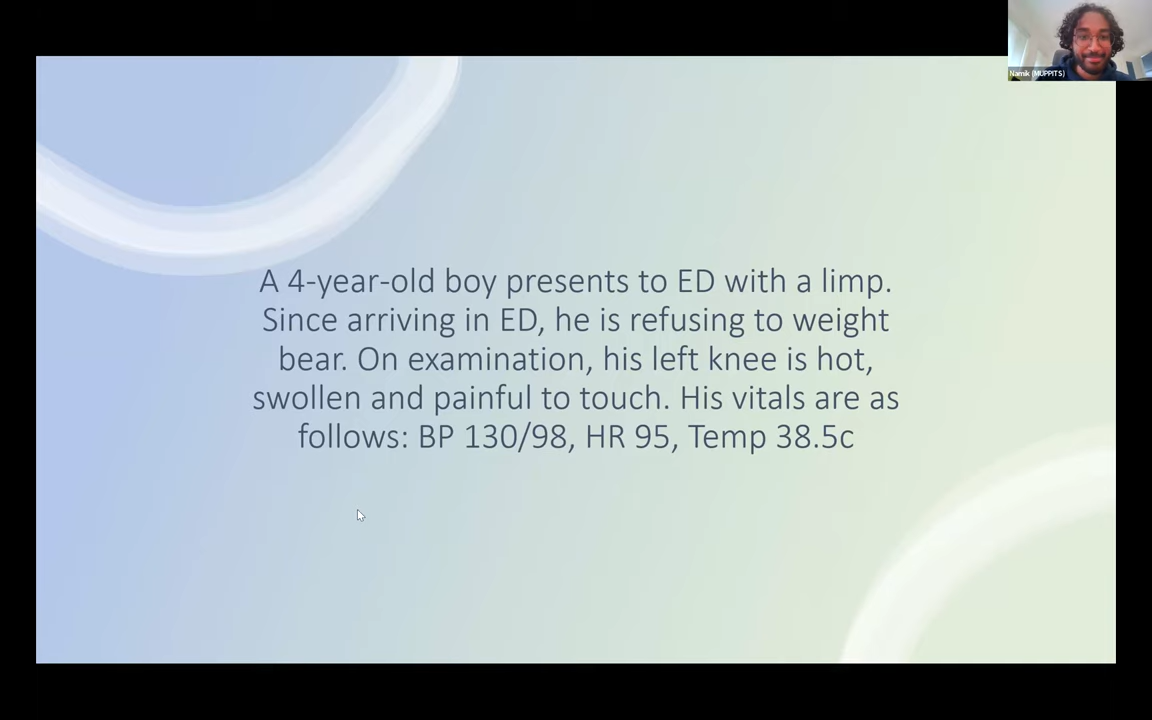 Namik (MUPPITS)
A 4-year-old boy presents to ED with a limp.
Since arriving in ED, he is refusing to weight
bear. On examination, his left knee is hot,
swollen and painful to touch. His vitals are as
follows: BP 130/98, HR 95, Temp 38.5c